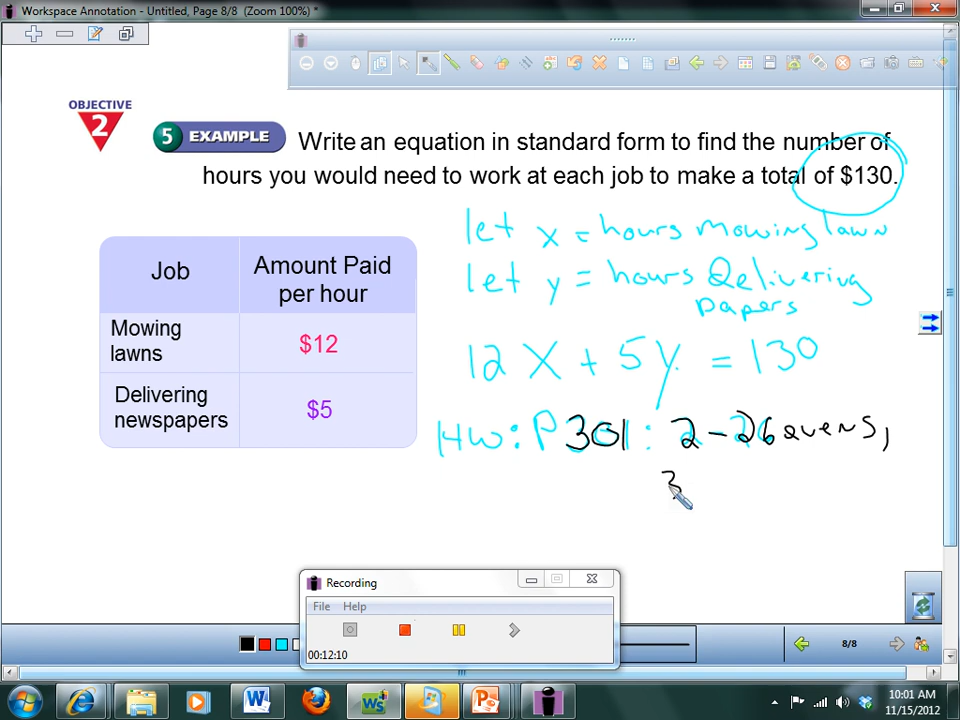 Workspace Annotation - Untitled, Page 8/8 (Zoom 100%) *
OBJECTIVE
2
5 EXAMPLE Write an equation in standard form to find the number of
hours you would need to work at each job to make a total of $130.
let x = hours mowing lawn
let y = hours Delivering
papers
Job
Amount Paid
per hour
Mowing
lawns
$12
Delivering
newspapers
$5
12x + 5y = 130
HW: P 301: 2-26 evens,
3
Recording
File Help
00:12:10
8/8
10:01 AM
11/15/2012